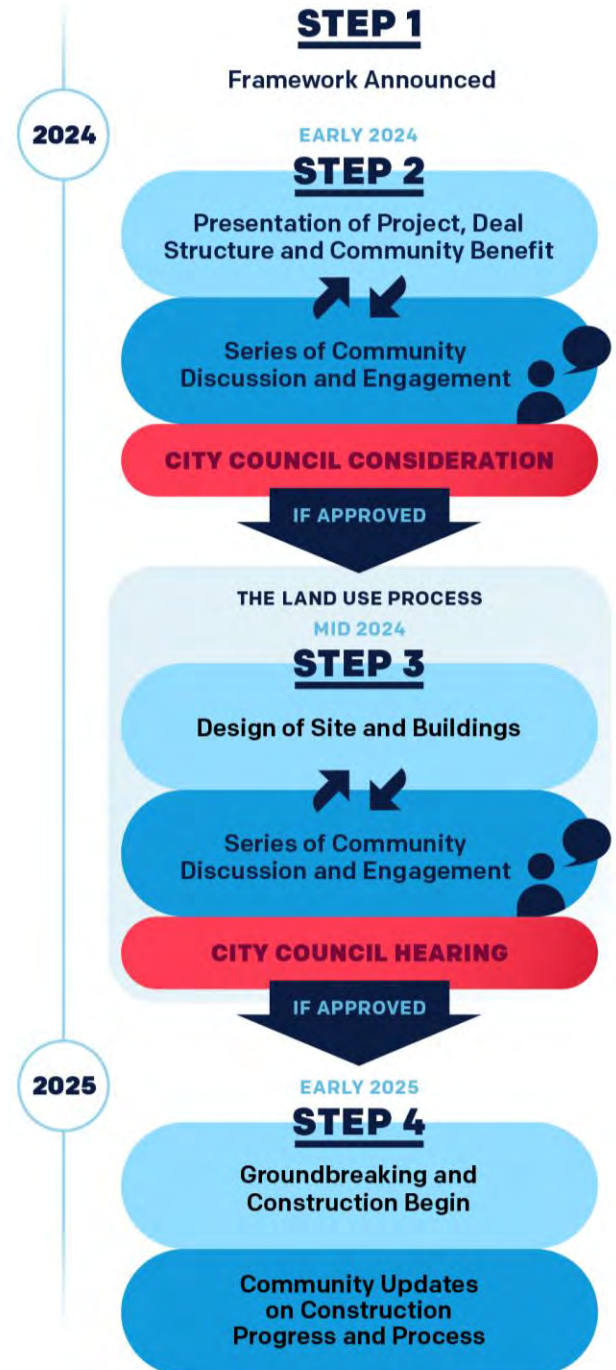 STEP 1
Framework Announced
2024
EARLY 2024
STEP 2
Presentation of Project, Deal
Structure and Community Benefit
Series of Community
Discussion and Engagement
CITY COUNCIL CONSIDERATION
IF APPROVED
THE LAND USE PROCESS
MID 2024
STEP 3
Design of Site and Buildings
Series of Community
Discussion and Engagement
CITY COUNCIL HEARING
IF APPROVED
2025
EARLY 2025
STEP 4
Groundbreaking and
Construction Begin
Community Updates
on Construction
Progress and Process